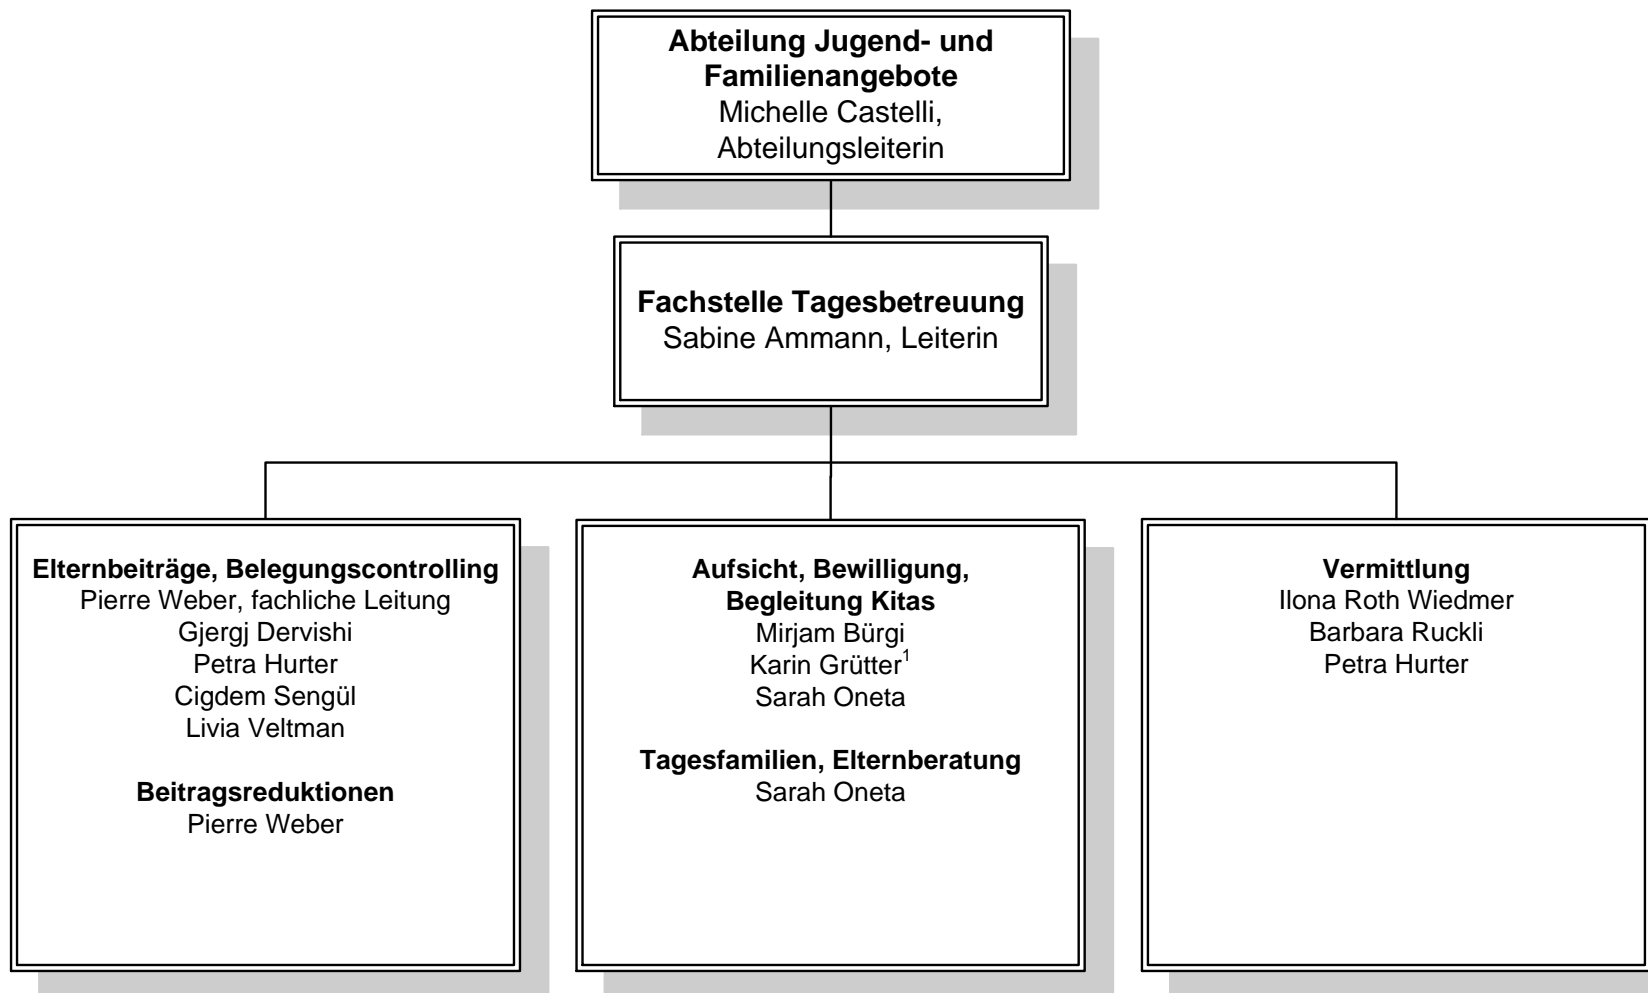 Abteilung Jugend- und
Familienangebote
Michelle Castelli,
Abteilungsleiterin
Fachstelle Tagesbetreuung
Sabine Ammann, Leiterin
Elternbeiträge, Belegungscontrolling
Pierre Weber, fachliche Leitung
Gjergj Dervishi
Petra Hurter
Cigdem Sengül
Livia Veltman
Beitragsreduktionen
Pierre Weber
Aufsicht, Bewilligung,
Begleitung Kitas
Mirjam Bürgi
Karin Grütter¹
Sarah Oneta
Tagesfamilien, Elternberatung
Sarah Oneta
Vermittlung
Ilona Roth Wiedmer
Barbara Ruckli
Petra Hurter